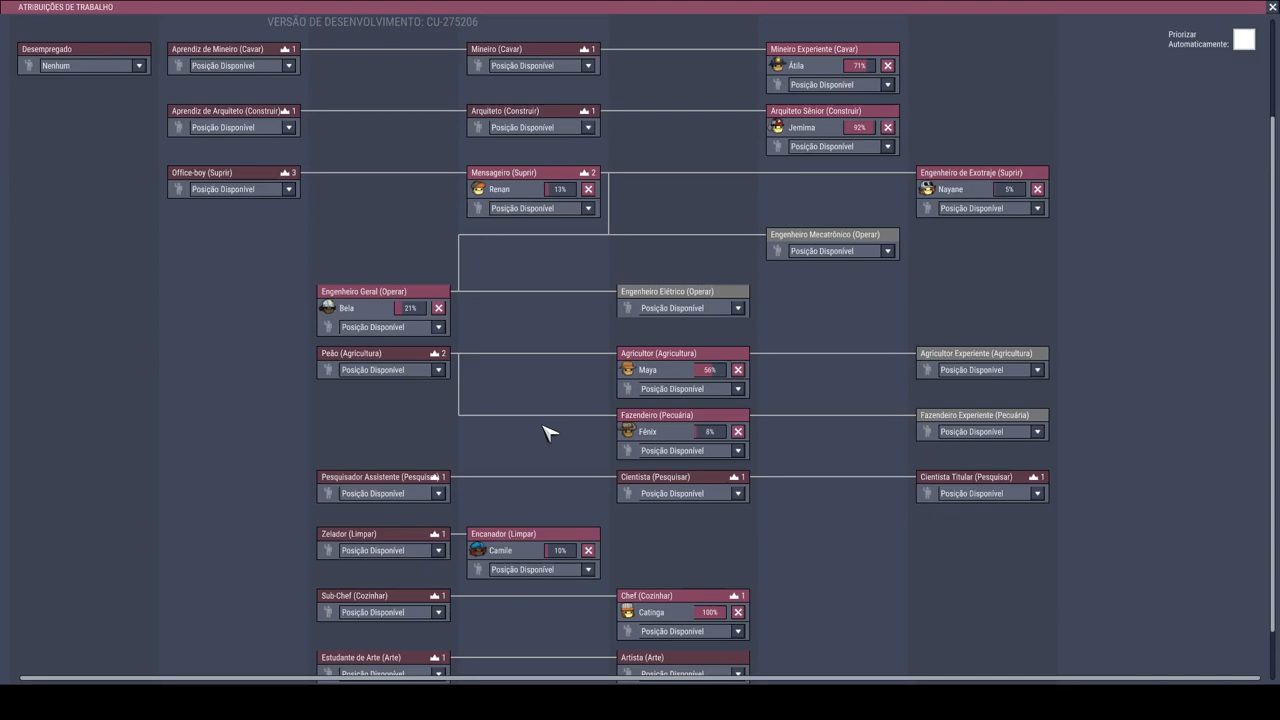 ATRIBUIÇÕES DE TRABALHO
VERSÃO DE DESENVOLVIMENTO: CU-275206
Priorizar
Automaticamente:
Desempregado
Nenhum
Aprendiz de Mineiro (Cavar) 1
Posição Disponível
Mineiro (Cavar) 1
Posição Disponível
Mineiro Experiente (Cavar)
Átila 71%
Posição Disponível
Aprendiz de Arquiteto (Construir) 1
Posição Disponível
Arquiteto (Construir) 1
Posição Disponível
Arquiteto Sênior (Construir)
Jemima 92%
Posição Disponível
Office-boy (Suprir) 3
Posição Disponível
Mensageiro (Suprir) 2
Renan 13%
Posição Disponível
Engenheiro de Exotraje (Suprir)
Nayane 5%
Posição Disponível
Engenheiro Mecatrônico (Operar)
Posição Disponível
Engenheiro Geral (Operar)
Bela 21%
Posição Disponível
Engenheiro Elétrico (Operar)
Posição Disponível
Peão (Agricultura) 2
Posição Disponível
Agricultor (Agricultura)
Maya 56%
Posição Disponível
Agricultor Experiente (Agricultura)
Posição Disponível
Fazendeiro (Pecuária)
Fênix 8%
Posição Disponível
Fazendeiro Experiente (Pecuária)
Posição Disponível
Pesquisador Assistente (Pesquisar) 1
Posição Disponível
Cientista (Pesquisar) 1
Posição Disponível
Cientista Titular (Pesquisar) 1
Posição Disponível
Zelador (Limpar) 1
Posição Disponível
Encanador (Limpar)
Camile 10%
Posição Disponível
Sub-Chef (Cozinhar) 1
Posição Disponível
Chef (Cozinhar) 1
Catinga 100%
Posição Disponível
Estudante de Arte (Arte) 1
Posição Disponível
Artista (Arte)
Posição Disponível